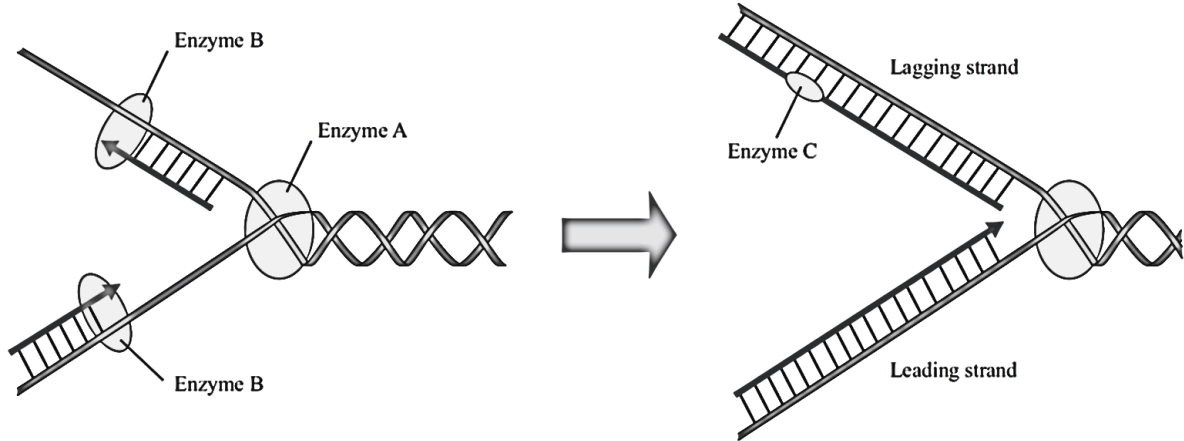 Enzyme B
Enzyme A
Enzyme B
Lagging strand
Enzyme C
Leading strand